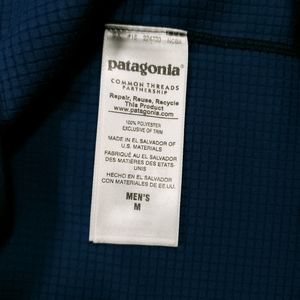 patagonia®
COMMON THREADS
PARTNERSHIP
Repair, Reuse, Recycle
This Product
www.patagonia.com
100% POLYESTER
EXCLUSIVE OF TRIM
MADE IN EL SALVADOR OF
U.S. MATERIALS
FABRIQUÉ AU EL SALVADOR
DES MATIÈRES DES ETATS-
UNIS
HECHO EN EL SALVADOR
CON MATERIALES DE EE.UU.
MEN'S
M